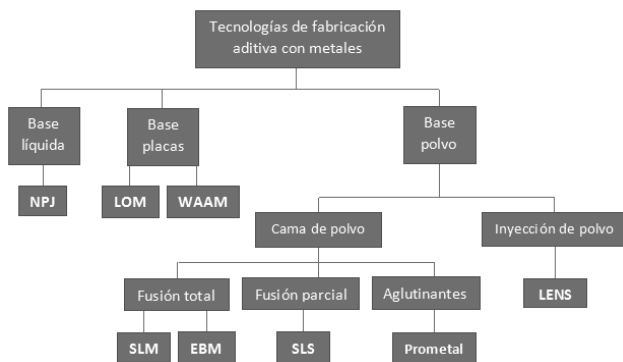 Tecnologías de fabricación
aditiva con metales
Base
líquida
Base
placas
Base
polvo
NPJ
LOM
WAAM
Cama de polvo
Inyección de polvo
Fusión total
Fusión parcial
Aglutinantes
LENS
SLM
EBM
SLS
Prometal